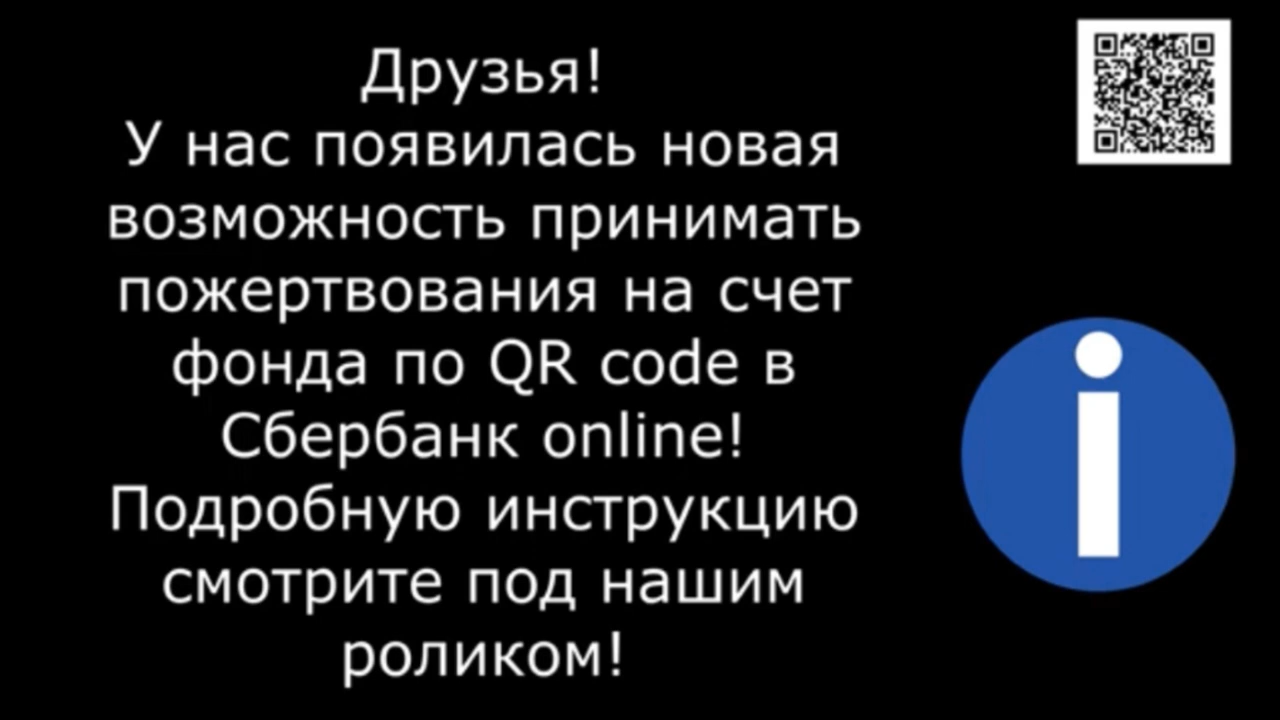 Друзья!
У нас появилась новая
возможность принимать
пожертвования на счет
фонда по QR code в
Сбербанк online!
Подробную инструкцию
смотрите под нашим
роликом!
i